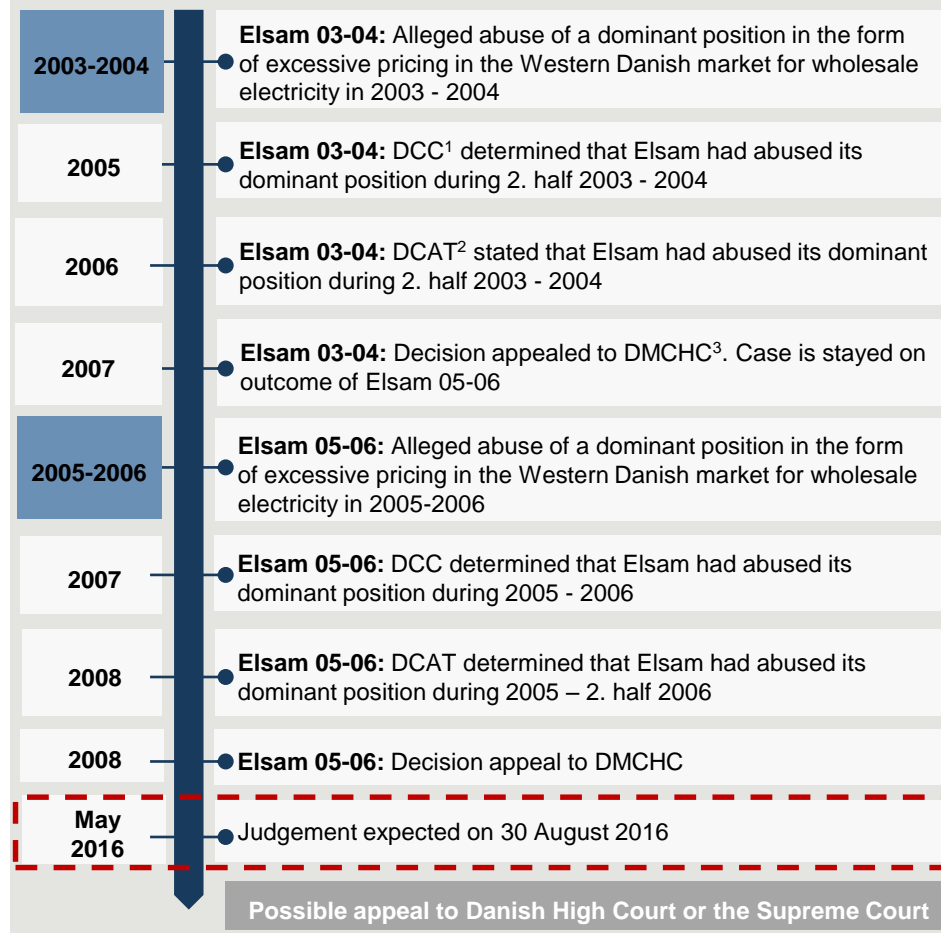 2003-2004
Elsam 03-04: Alleged abuse of a dominant position in the form
of excessive pricing in the Western Danish market for wholesale
electricity in 2003 - 2004
2005
Elsam 03-04: DCC¹ determined that Elsam had abused its
dominant position during 2. half 2003 - 2004
2006
Elsam 03-04: DCAT² stated that Elsam had abused its dominant
position during 2. half 2003 - 2004
2007
Elsam 03-04: Decision appealed to DMCHC³. Case is stayed on
outcome of Elsam 05-06
2005-2006
Elsam 05-06: Alleged abuse of a dominant position in the form
of excessive pricing in the Western Danish market for wholesale
electricity in 2005-2006
2007
Elsam 05-06: DCC determined that Elsam had abused its
dominant position during 2005 - 2006
2008
Elsam 05-06: DCAT determined that Elsam had abused its
dominant position during 2005 – 2. half 2006
2008
Elsam 05-06: Decision appeal to DMCHC
May
2016
Judgement expected on 30 August 2016
Possible appeal to Danish High Court or the Supreme Court